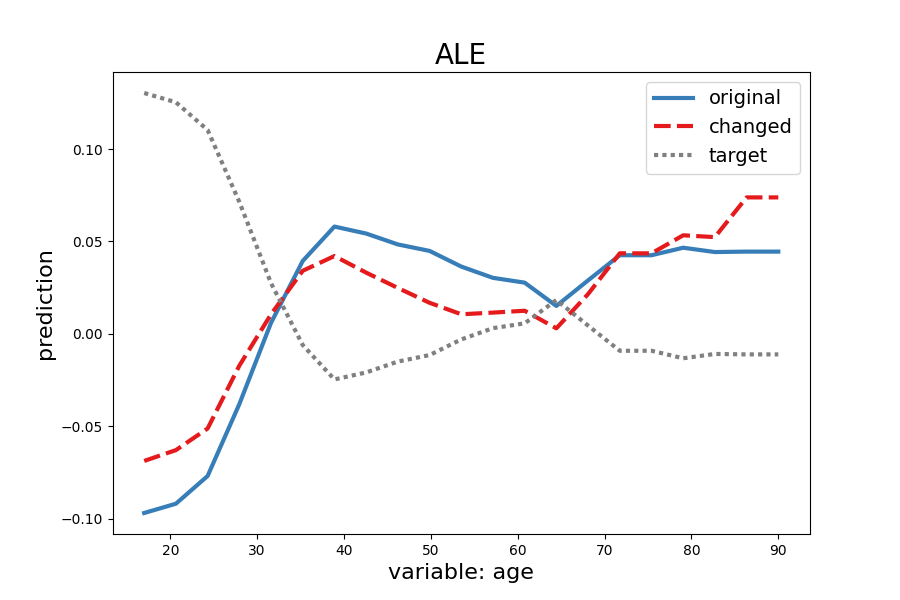 ALE
original
changed
target
prediction
0.10
0.05
0.00
−0.05
−0.10
20 30 40 50 60 70 80 90
variable: age